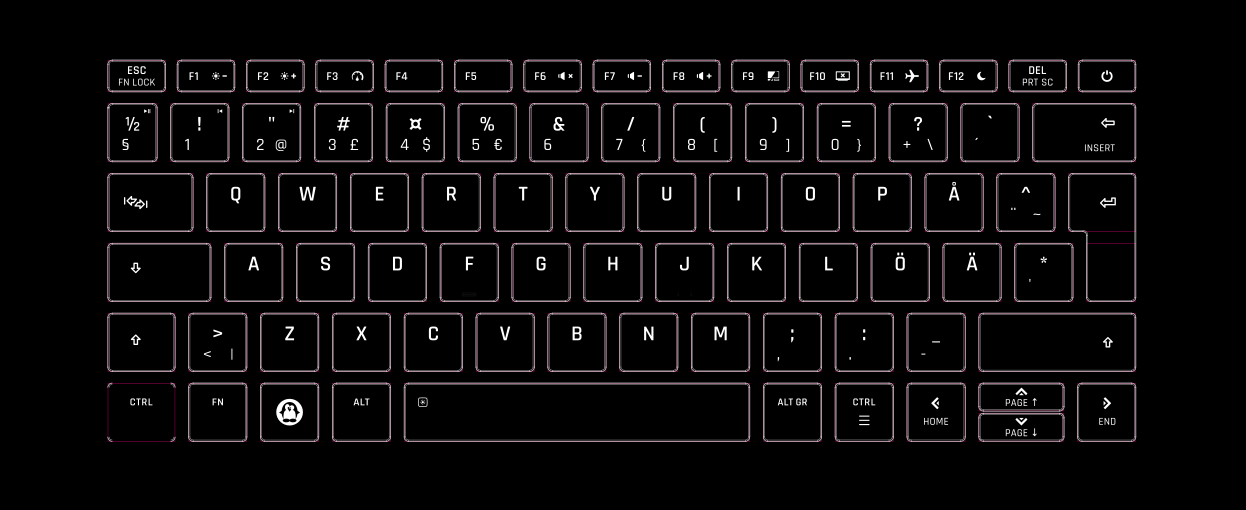 ESC F1 F2 F3 F4 F5 F6 F7 F8 F9 F10 F11 F12 DEL
FN LOCK PRT SC
½ ! " # ¤ % & / ( ) = ? `
§ 1 2 @ 3 £ 4 $ 5 € 6 7 { 8 [ 9 ] 0 } + \ ´ INSERT
Q W E R T Y U I O P Å ^
¨ ~
A S D F G H J K L Ö Ä *
'
> Z X C V B N M ; : _
< | , . -
CTRL FN ALT ALT GR CTRL PAGE ↑
HOME PAGE ↓ END